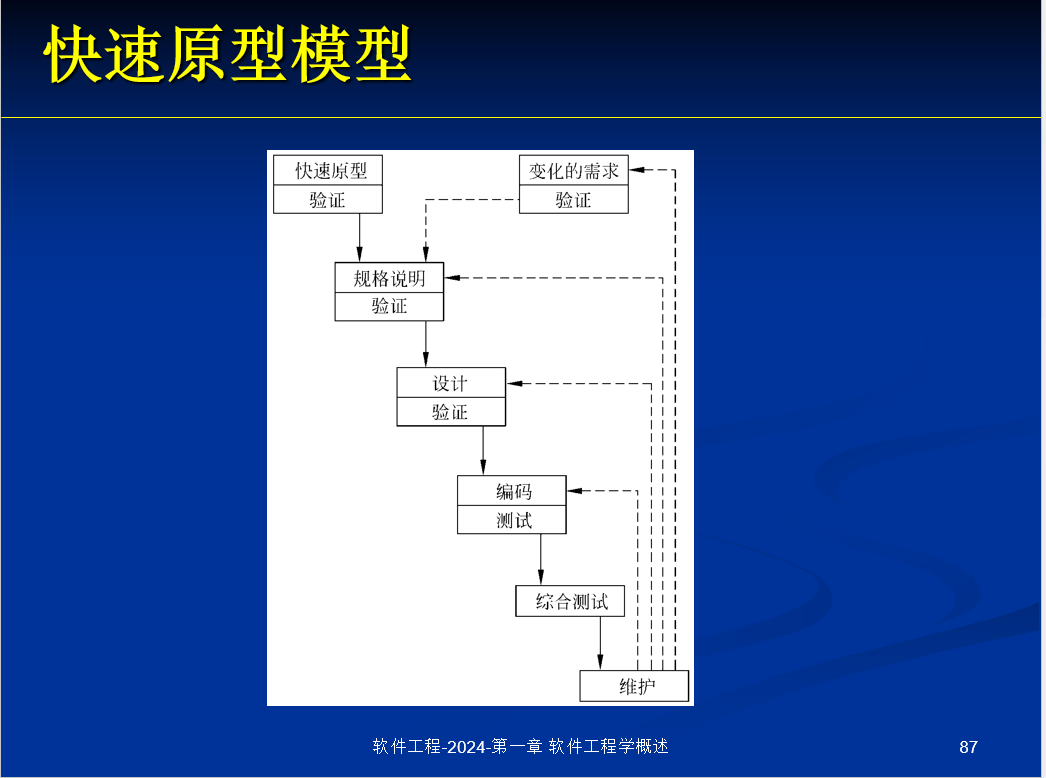 快速原型模型
快速原型
验证
变化的需求
验证
规格说明
验证
设计
验证
编码
测试
综合测试
维护
软件工程-2024-第一章 软件工程学概述
87